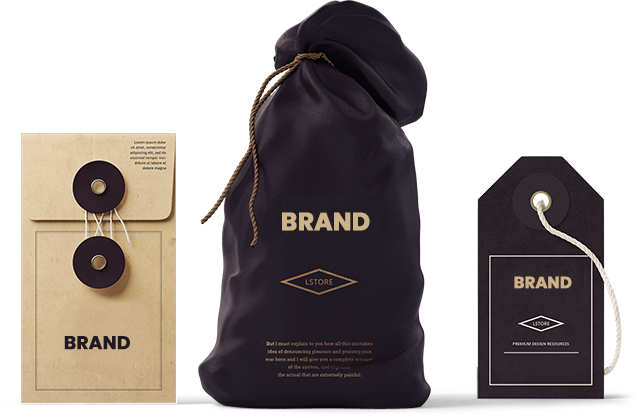 Lorem ipsum dolor
sit amet, consectetur
adipiscing elit, sed do
eiusmod tempor inci-
didunt ut labore et
dolore magna
BRAND
BRAND
LSTORE
But I must explain to you how all this mistaken
idea of denouncing pleasure and praising pain
was born and I will give you a complete account
of the system, and
the actual that are extremely painful.
BRAND
LSTORE
PREMIUM DESIGN RESOURCES